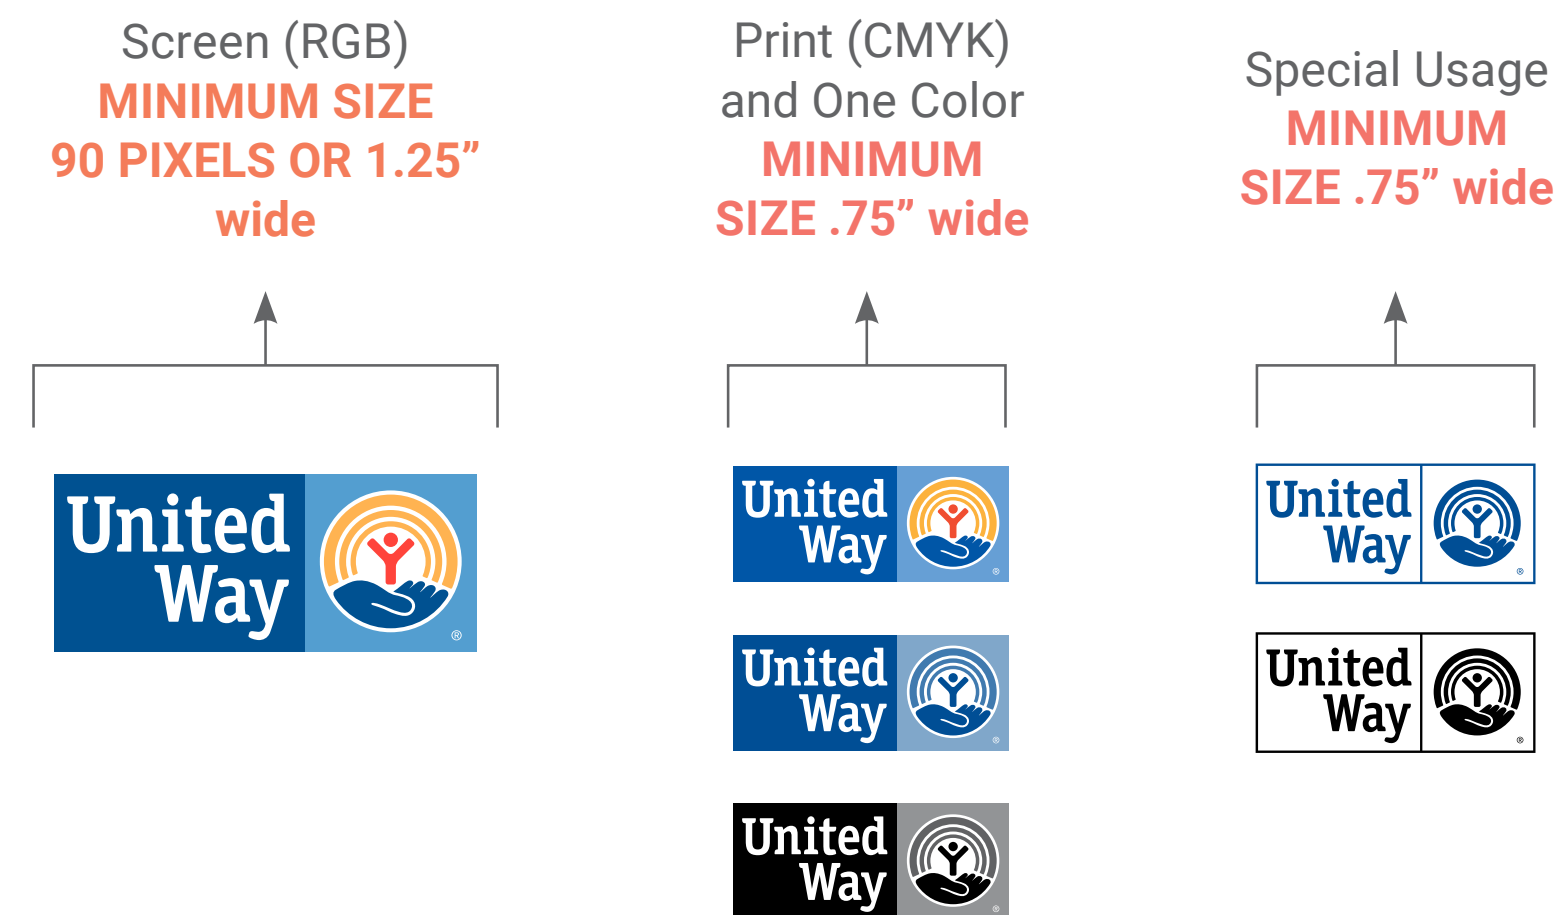 Screen (RGB)
MINIMUM SIZE
90 PIXELS OR 1.25”
wide
Print (CMYK)
and One Color
MINIMUM
SIZE .75” wide
Special Usage
MINIMUM
SIZE .75” wide
United
Way
®
United
Way
®
United
Way
®
United
Way
®
United
Way
®
United
Way
®